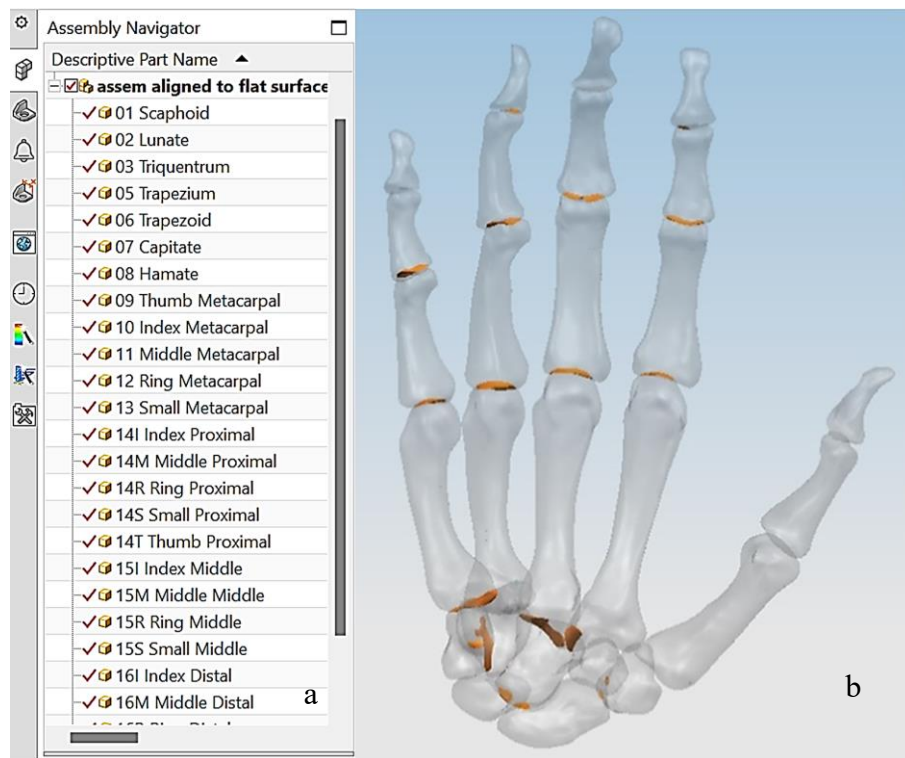 Assembly Navigator
Descriptive Part Name
assem aligned to flat surface
01 Scaphoid
02 Lunate
03 Triquentrum
05 Trapezium
06 Trapezoid
07 Capitate
08 Hamate
09 Thumb Metacarpal
10 Index Metacarpal
11 Middle Metacarpal
12 Ring Metacarpal
13 Small Metacarpal
14I Index Proximal
14M Middle Proximal
14R Ring Proximal
14S Small Proximal
14T Thumb Proximal
15I Index Middle
15M Middle Middle
15R Ring Middle
15S Small Middle
16I Index Distal
16M Middle Distal
a
b